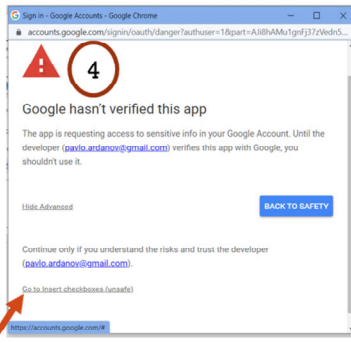 Sign in - Google Accounts - Google Chrome
accounts.google.com/signin/oauth/danger?authuser=1&part=AJi8hAMu1gnFj37zVedn5...
4
Google hasn't verified this app
The app is requesting access to sensitive info in your Google Account. Until the
developer (pavlo.ardanov@gmail.com) verifies this app with Google, you
shouldn't use it.
Hide Advanced
BACK TO SAFETY
Continue only if you understand the risks and trust the developer
(pavlo.ardanov@gmail.com).
Go to Insert checkboxes (unsafe)
https://accounts.google.com/#